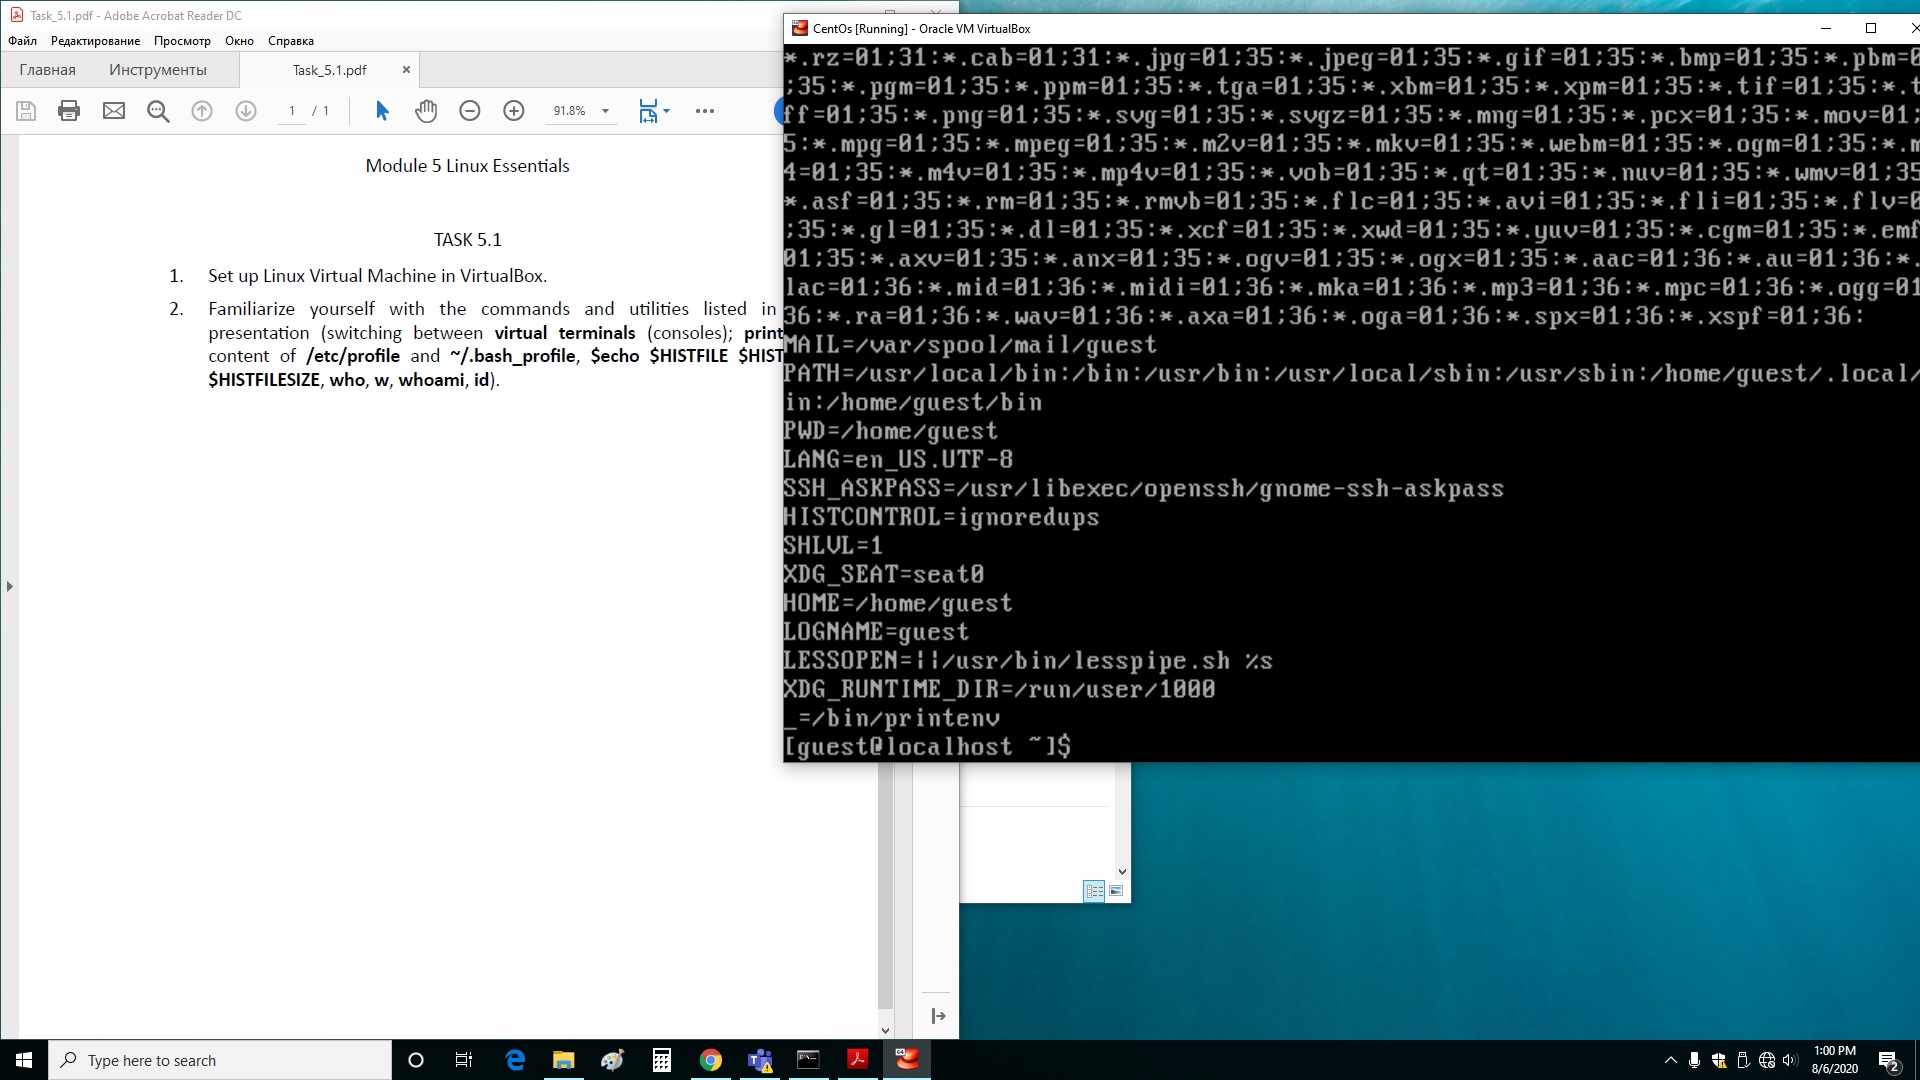 Task_5.1.pdf - Adobe Acrobat Reader DC
Файл Редактирование Просмотр Окно Справка
Главная Инструменты Task_5.1.pdf ×
1 / 1 91.8%
Module 5 Linux Essentials
TASK 5.1
1. Set up Linux Virtual Machine in VirtualBox.
2. Familiarize yourself with the commands and utilities listed in
presentation (switching between virtual terminals (consoles); print
content of /etc/profile and ~/.bash_profile, $echo $HISTFILE $HIST
$HISTFILESIZE, who, w, whoami, id).
CentOs [Running] - Oracle VM VirtualBox
*.rz=01;31:*.cab=01;31:*.jpg=01;35:*.jpeg=01;35:*.gif=01;35:*.bmp=01;35:*.pbm=0
;35:*.pgm=01;35:*.ppm=01;35:*.tga=01;35:*.xbm=01;35:*.xpm=01;35:*.tif=01;35:*.t
ff=01;35:*.png=01;35:*.svg=01;35:*.svgz=01;35:*.mng=01;35:*.pcx=01;35:*.mov=01;
5:*.mpg=01;35:*.mpeg=01;35:*.m2v=01;35:*.mkv=01;35:*.webm=01;35:*.ogm=01;35:*.m
4=01;35:*.m4v=01;35:*.mp4v=01;35:*.vob=01;35:*.qt=01;35:*.nuv=01;35:*.wmv=01;35
*.asf=01;35:*.rm=01;35:*.rmvb=01;35:*.flc=01;35:*.avi=01;35:*.fli=01;35:*.flv=0
;35:*.gl=01;35:*.dl=01;35:*.xcf=01;35:*.xwd=01;35:*.yuv=01;35:*.cgm=01;35:*.emf
01;35:*.axv=01;35:*.anx=01;35:*.ogv=01;35:*.ogx=01;35:*.aac=01;36:*.au=01;36:*.
lac=01;36:*.mid=01;36:*.midi=01;36:*.mka=01;36:*.mp3=01;36:*.mpc=01;36:*.ogg=01
36:*.ra=01;36:*.wav=01;36:*.axa=01;36:*.oga=01;36:*.spx=01;36:*.xspf=01;36:
MAIL=/var/spool/mail/guest
PATH=/usr/local/bin:/bin:/usr/bin:/usr/local/sbin:/usr/sbin:/home/guest/.local/
in:/home/guest/bin
PWD=/home/guest
LANG=en_US.UTF-8
SSH_ASKPASS=/usr/libexec/openssh/gnome-ssh-askpass
HISTCONTROL=ignoredups
SHLVL=1
XDG_SEAT=seat0
HOME=/home/guest
LOGNAME=guest
LESSOPEN=||/usr/bin/lesspipe.sh %s
XDG_RUNTIME_DIR=/run/user/1000
_=/bin/printenv
[guest@localhost ~]$
Type here to search
1:00 PM
8/6/2020
2